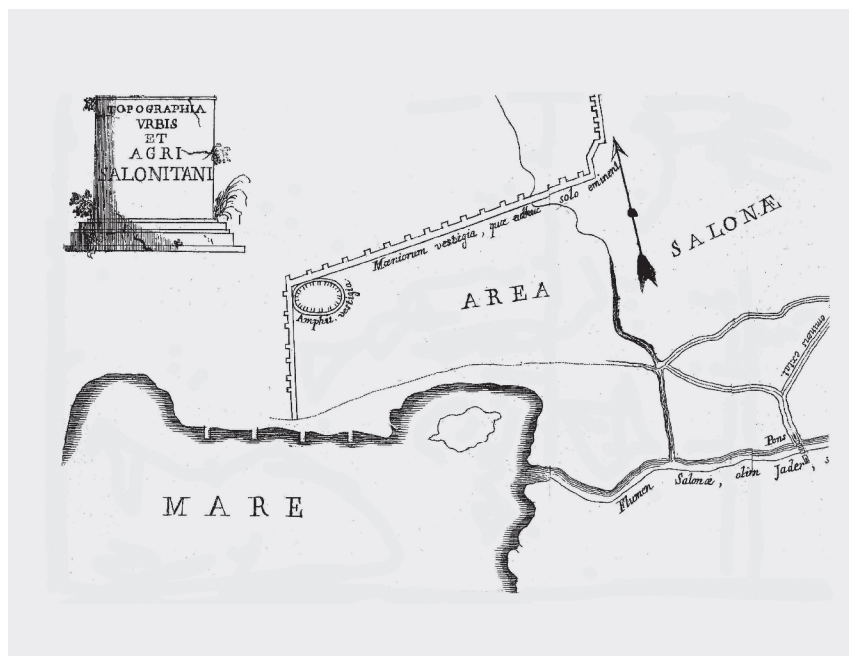 TOPOGRAPHIA
VRBIS
ET
AGRI
SALONITANI
Mæniorum vestigia, quæ adhuc solo eminent
SALONÆ
AREA
Amphit. vestigia.
Pons
Flumen Salonæ, olim Jader, s
MARE